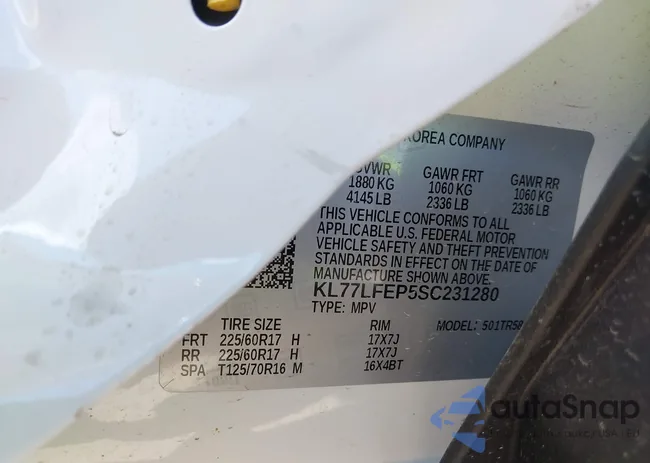 KOREA COMPANY
GVWR GAWR FRT GAWR RR
1880 KG 1060 KG 1060 KG
4145 LB 2336 LB 2336 LB
THIS VEHICLE CONFORMS TO ALL
APPLICABLE U.S. FEDERAL MOTOR
VEHICLE SAFETY AND THEFT PREVENTION
STANDARDS IN EFFECT ON THE DATE OF
MANUFACTURE SHOWN ABOVE.
KL77LFEP5SC231280
TYPE: MPV
MODEL: 501TR58
TIRE SIZE RIM
FRT 225/60R17 H 17X7J
RR 225/60R17 H 17X7J
SPA T125/70R16 M 16X4BT
autoSnap